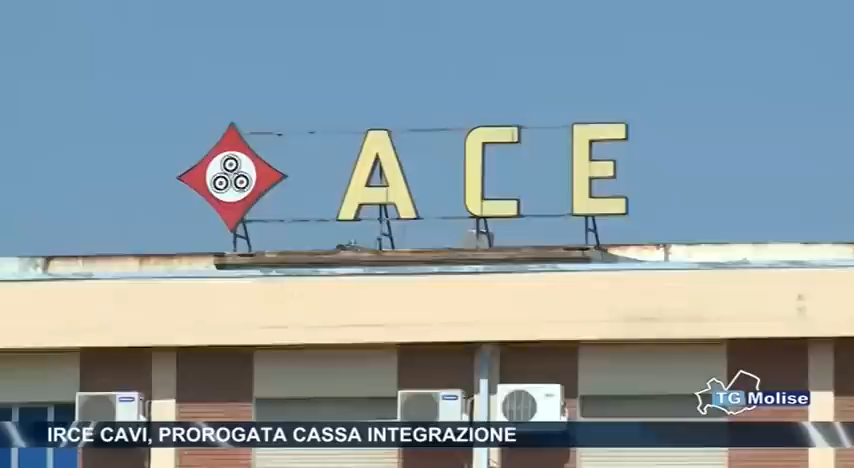 ACE
TG Molise
IRCE CAVI, PROROGATA CASSA INTEGRAZIONE